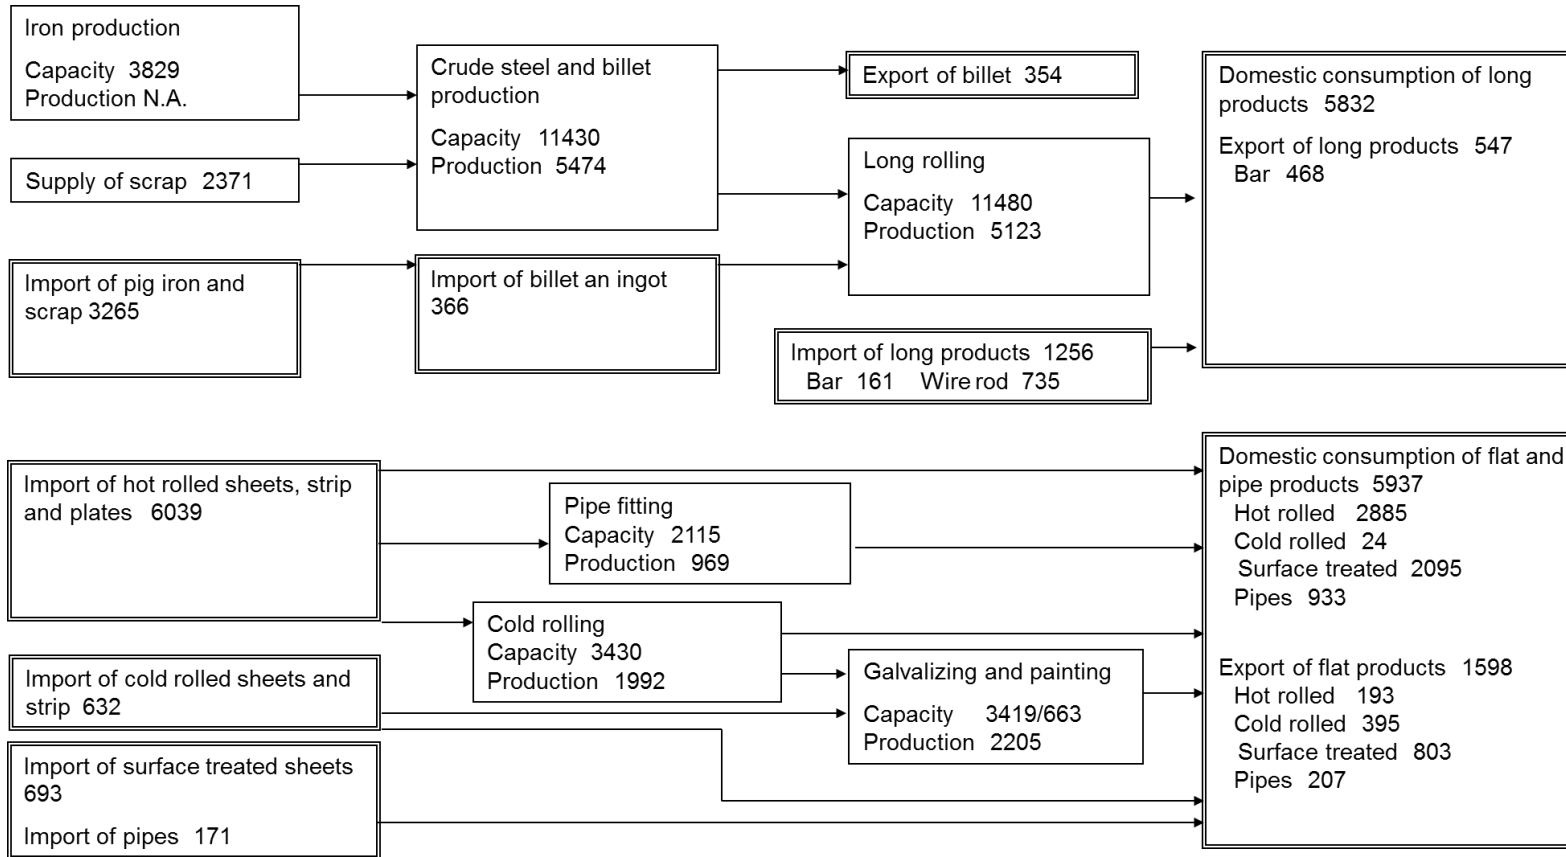 Iron production
Capacity 3829
Production N.A.
Supply of scrap 2371
Import of pig iron and
scrap 3265
Crude steel and billet
production
Capacity 11430
Production 5474
Import of billet an ingot
366
Export of billet 354
Long rolling
Capacity 11480
Production 5123
Import of long products 1256
Bar 161 Wire rod 735
Domestic consumption of long
products 5832
Export of long products 547
Bar 468
Import of hot rolled sheets, strip
and plates 6039
Pipe fitting
Capacity 2115
Production 969
Cold rolling
Capacity 3430
Production 1992
Import of cold rolled sheets and
strip 632
Galvalizing and painting
Capacity 3419/663
Production 2205
Import of surface treated sheets
693
Import of pipes 171
Domestic consumption of flat and
pipe products 5937
Hot rolled 2885
Cold rolled 24
Surface treated 2095
Pipes 933
Export of flat products 1598
Hot rolled 193
Cold rolled 395
Surface treated 803
Pipes 207